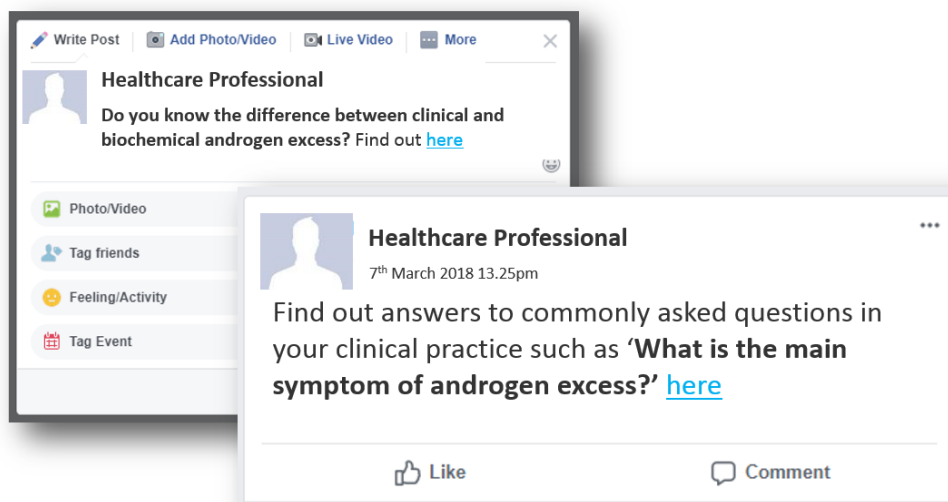 Write Post Add Photo/Video Live Video More
Healthcare Professional
Do you know the difference between clinical and
biochemical androgen excess? Find out here
Photo/Video
Tag friends
Feeling/Activity
Tag Event
Healthcare Professional
7th March 2018 13.25pm
Find out answers to commonly asked questions in
your clinical practice such as ‘What is the main
symptom of androgen excess?’ here
Like Comment